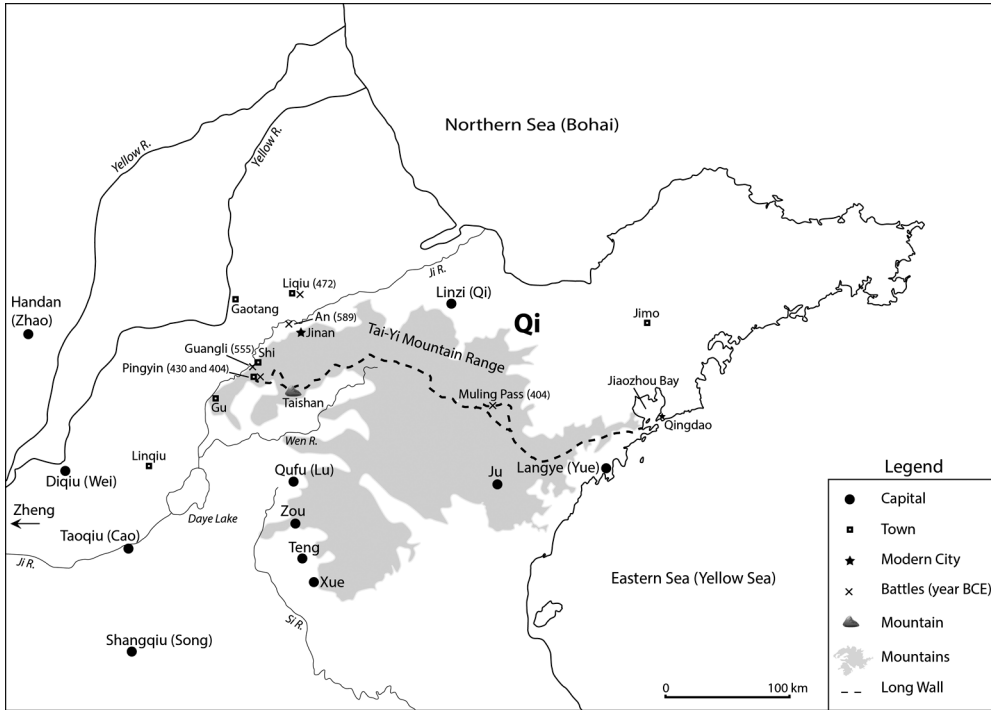 Northern Sea (Bohai)
Yellow R.
Yellow R.
Ji R.
Liqiu (472)
Linzi (Qi)
Gaotang
Handan
(Zhao)
An (589)
Jinan
Qi
Jimo
Tai-Yi Mountain Range
Guangli (555)
Shi
Pingyin (430 and 404)
Taishan
Gu
Muling Pass (404)
Jiaozhou Bay
Qingdao
Wen R.
Linqiu
Diqiu (Wei)
Qufu (Lu)
Ju
Langye (Yue)
Zheng
Daye Lake
Zou
Taoqiu (Cao)
Ji R.
Teng
Xue
Si R.
Shangqiu (Song)
Eastern Sea (Yellow Sea)
0
100 km
Legend
Capital
Town
Modern City
Battles (year BCE)
Mountain
Mountains
Long Wall